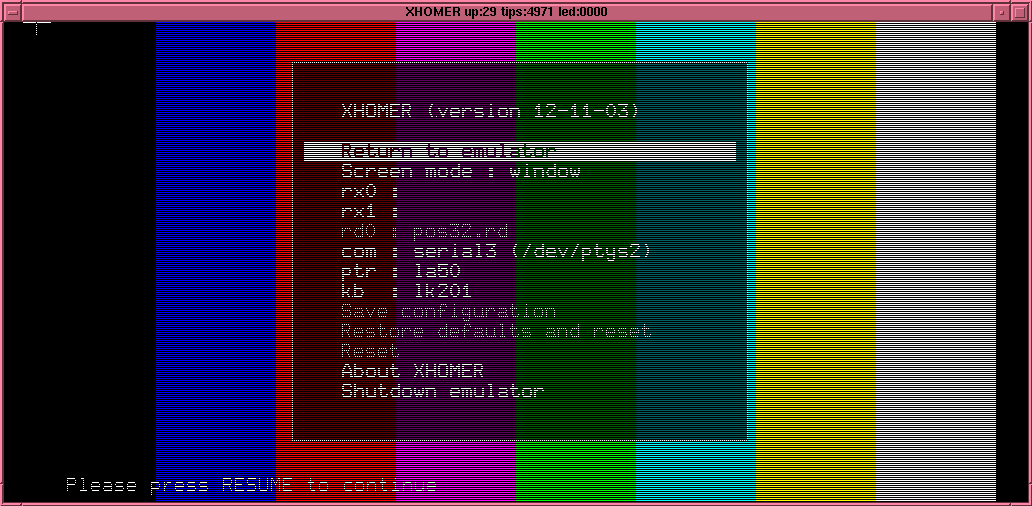 XHOMER up:29 tips:4971 led:0000
XHOMER (version 12-11-03)
Return to emulator
Screen mode : window
rx0 :
rx1 :
rd0 : pos32.rd
com : serial3 (/dev/ptys2)
ptr : la50
kb  : lk201
Save configuration
Restore defaults and reset
Reset
About XHOMER
Shutdown emulator
Please press RESUME to continue